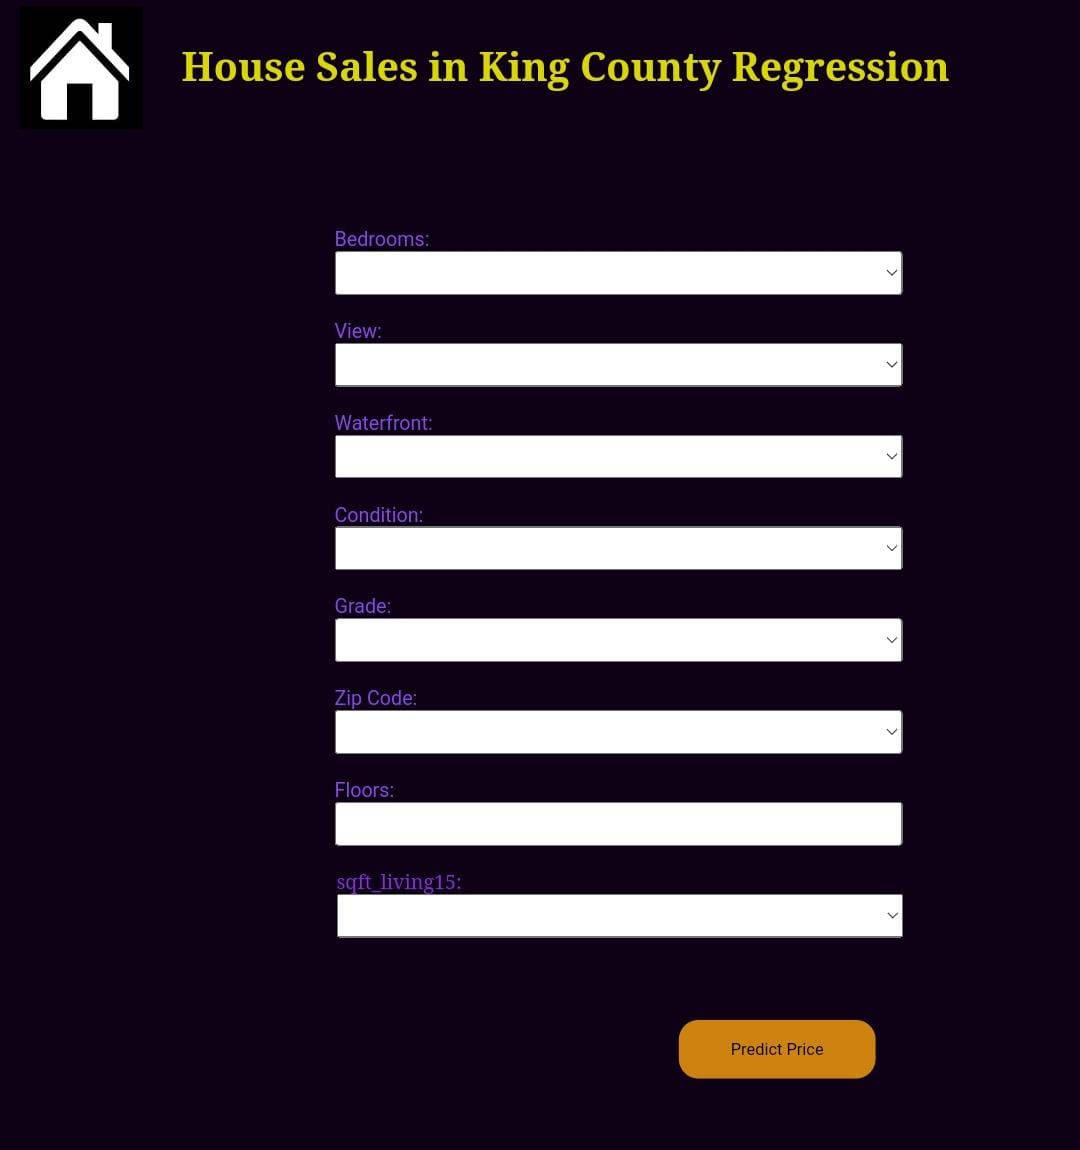 House Sales in King County Regression
Bedrooms:
View:
Waterfront:
Condition:
Grade:
Zip Code:
Floors:
sqft_living15:
Predict Price